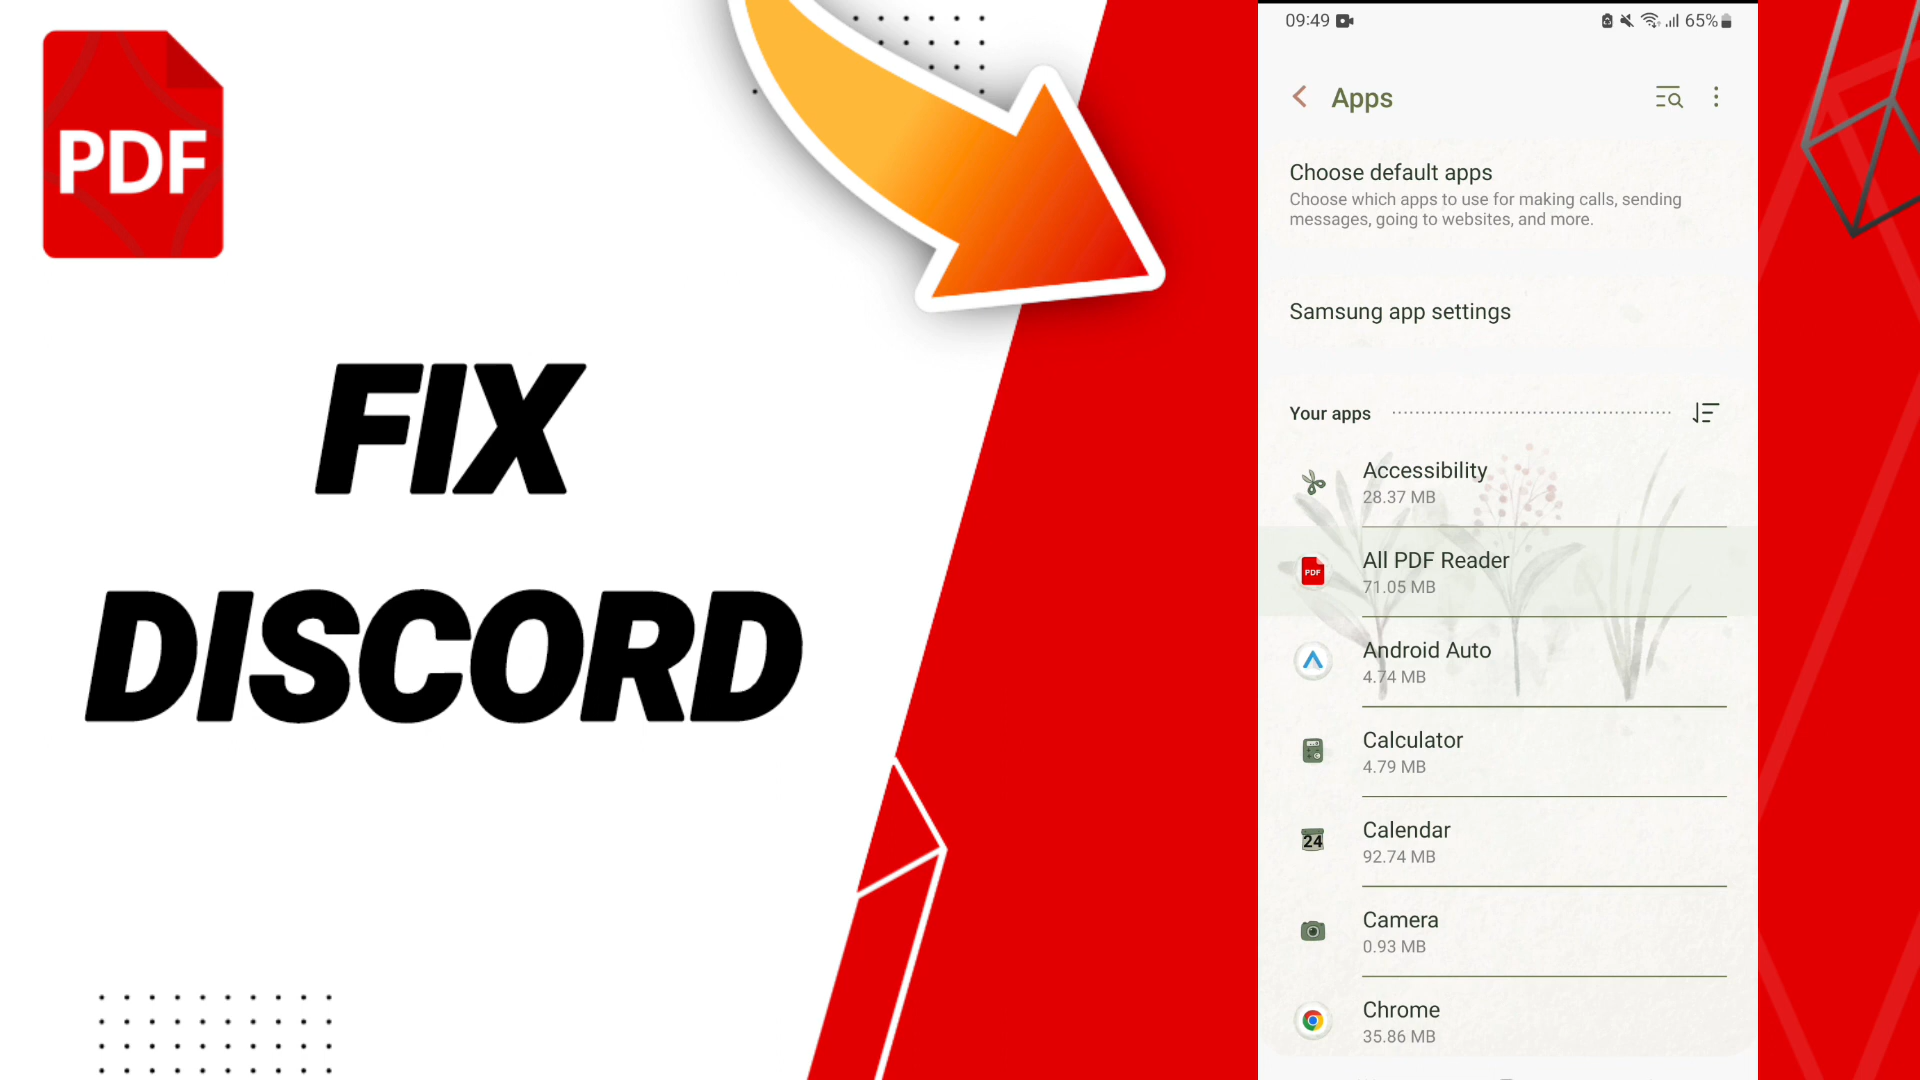 PDF
FIX
DISCORD
09:49
65%
Apps
Choose default apps
Choose which apps to use for making calls, sending
messages, going to websites, and more.
Samsung app settings
Your apps
Accessibility
28.37 MB
PDF
All PDF Reader
71.05 MB
Android Auto
4.74 MB
Calculator
4.79 MB
24
Calendar
92.74 MB
Camera
0.93 MB
Chrome
35.86 MB